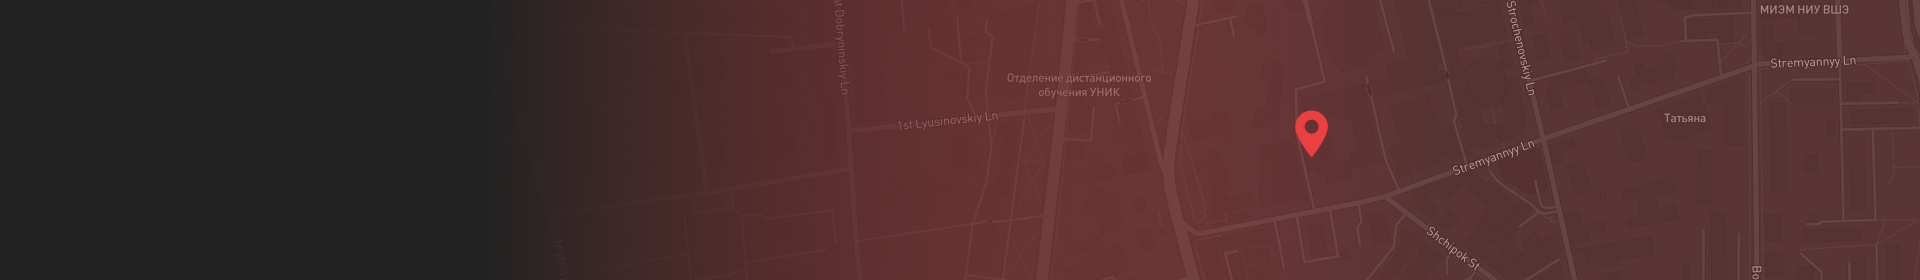 1st Dobryninskiy Ln
Отделение дистанционного
обучения УНИК
1st Lyusinovskiy Ln
Strochenovskiy Ln
МИЭМ НИУ ВШЭ
Stremyannyy Ln
Татьяна
Stremyannyy Ln
Shchipok St